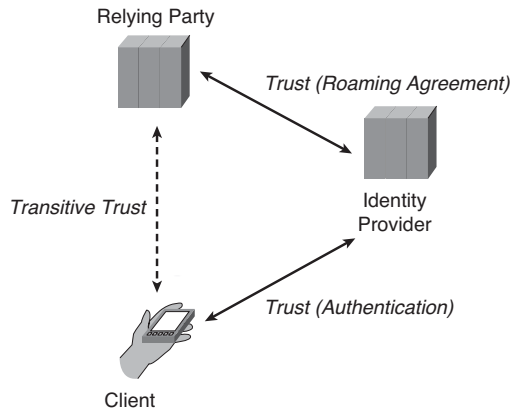 Relying Party
Trust (Roaming Agreement)
Transitive Trust
Identity
Provider
Trust (Authentication)
Client